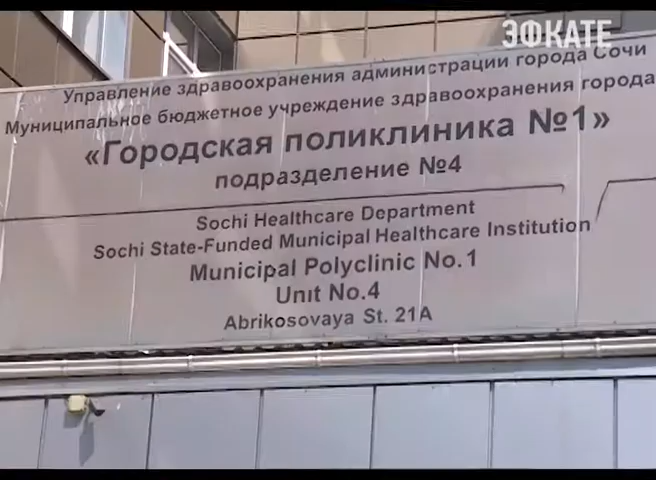 ЭФКАТЕ
Управление здравоохранения администрации города Сочи
Муниципальное бюджетное учреждение здравоохранения города
«Городская поликлиника №1»
подразделение №4
Sochi Healthcare Department
Sochi State-Funded Municipal Healthcare Institution
Municipal Polyclinic No.1
Unit No.4
Abrikosovaya St. 21A